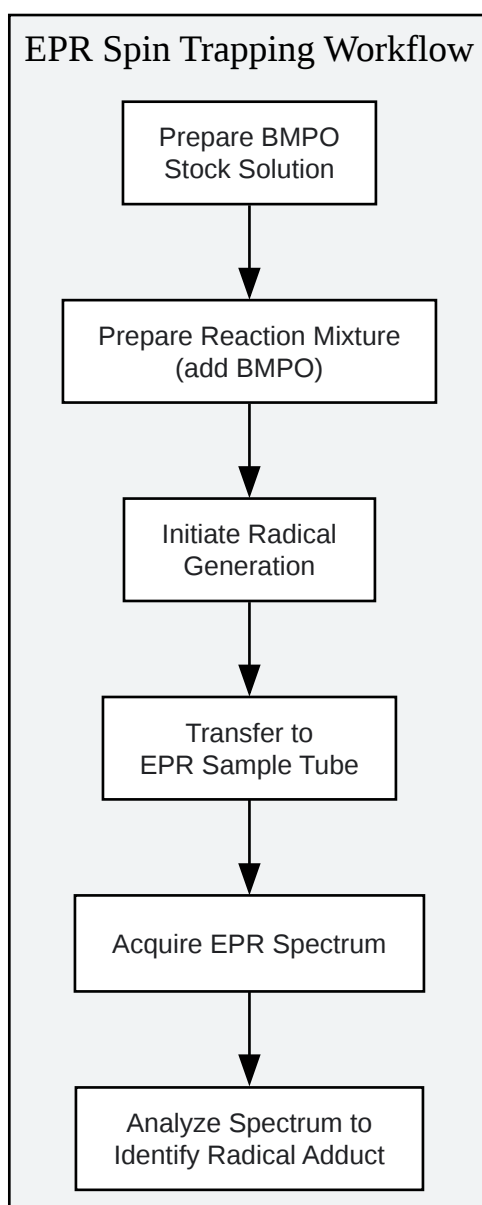 EPR Spin Trapping Workflow
Prepare BMPO
Stock Solution
Prepare Reaction Mixture
(add BMPO)
Initiate Radical
Generation
Transfer to
EPR Sample Tube
Acquire EPR Spectrum
Analyze Spectrum to
Identify Radical Adduct